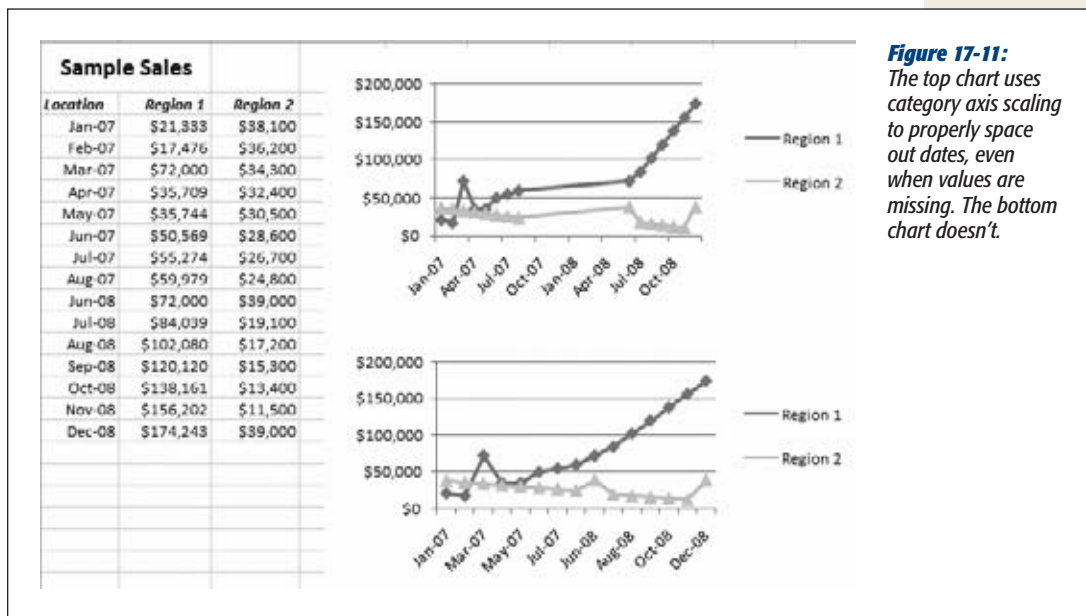 Sample Sales
Location Region 1 Region 2
Jan-07 $21,333 $38,100
Feb-07 $17,476 $36,200
Mar-07 $72,000 $34,300
Apr-07 $35,709 $32,400
May-07 $35,744 $30,500
Jun-07 $50,569 $28,600
Jul-07 $55,274 $26,700
Aug-07 $59,979 $24,800
Jun-08 $72,000 $39,000
Jul-08 $84,039 $19,100
Aug-08 $102,080 $17,200
Sep-08 $120,120 $15,300
Oct-08 $138,161 $13,400
Nov-08 $156,202 $11,500
Dec-08 $174,243 $39,000
$200,000
$150,000
$100,000
$50,000
$0
Jan-07 Apr-07 Jul-07 Oct-07 Jan-08 Apr-08 Jul-08 Oct-08
Region 1
Region 2
$200,000
$150,000
$100,000
$50,000
$0
Jan-07 Mar-07 May-07 Jul-07 Jun-08 Aug-08 Oct-08 Dec-08
Region 1
Region 2
Figure 17-11:
The top chart uses
category axis scaling
to properly space
out dates, even
when values are
missing. The bottom
chart doesn't.